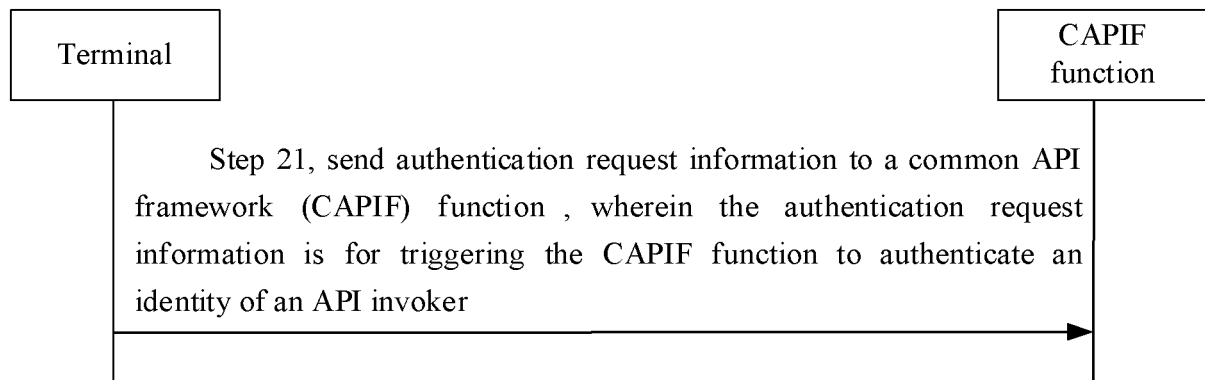 Terminal
CAPIF
function
Step 21, send authentication request information to a common API
framework (CAPIF) function , wherein the authentication request
information is for triggering the CAPIF function to authenticate an
identity of an API invoker